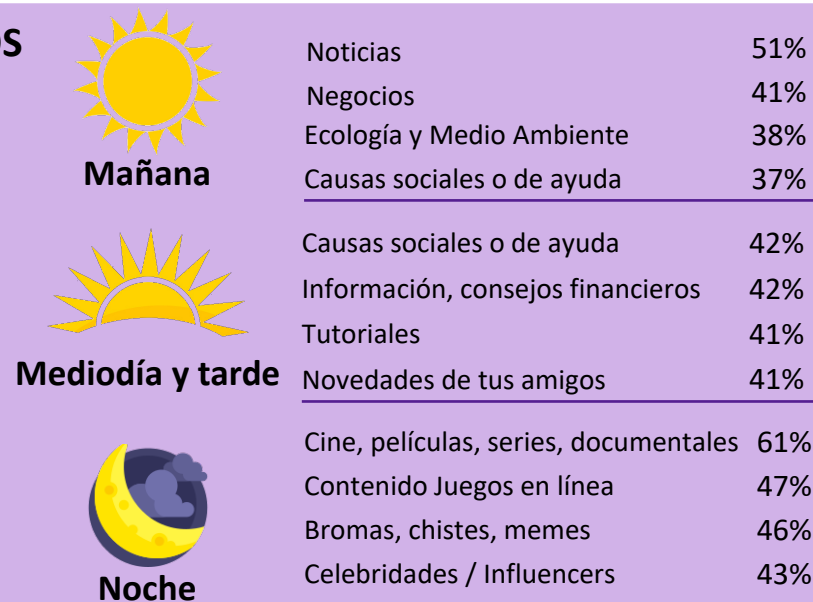 Noticias 51%
Negocios 41%
Ecología y Medio Ambiente 38%
Mañana
Causas sociales o de ayuda 37%
Causas sociales o de ayuda 42%
Información, consejos financieros 42%
Tutoriales 41%
Mediodía y tarde
Novedades de tus amigos 41%
Cine, películas, series, documentales 61%
Contenido Juegos en línea 47%
Bromas, chistes, memes 46%
Celebridades / Influencers 43%
Noche